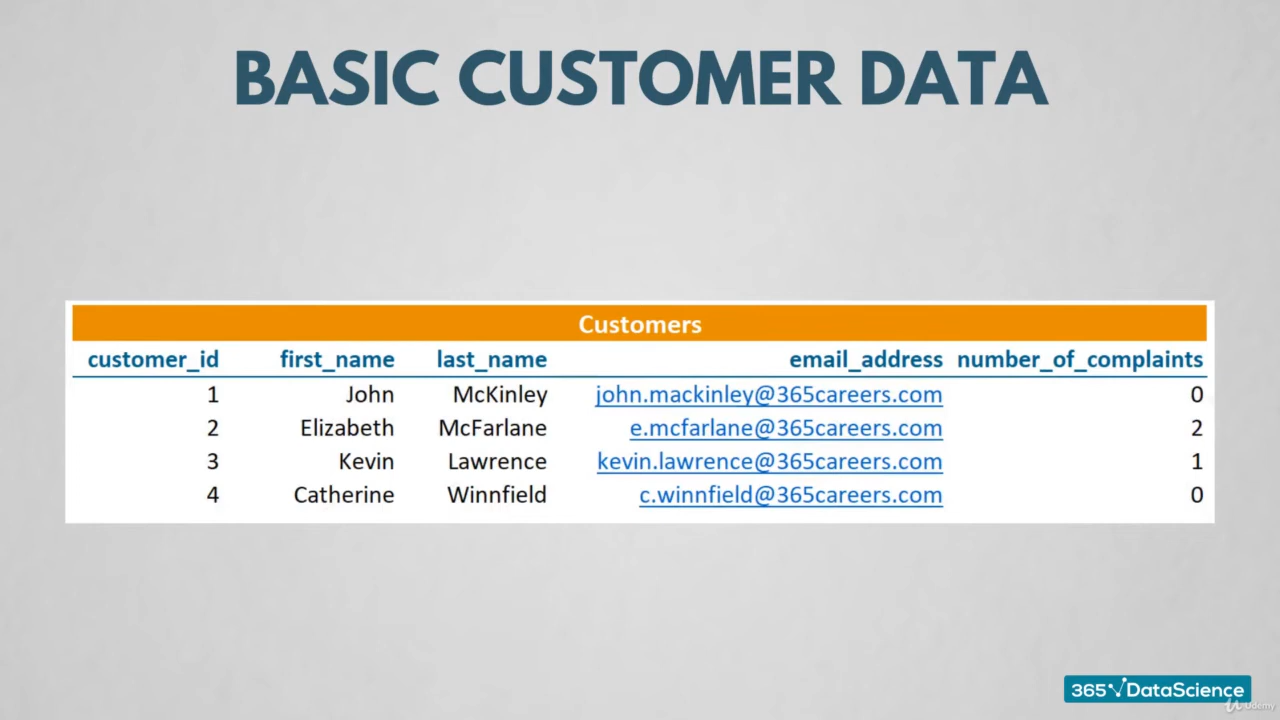 BASIC CUSTOMER DATA
Customers
customer_id first_name last_name email_address number_of_complaints
1 John McKinley john.mackinley@365careers.com 0
2 Elizabeth McFarlane e.mcfarlane@365careers.com 2
3 Kevin Lawrence kevin.lawrence@365careers.com 1
4 Catherine Winnfield c.winnfield@365careers.com 0
365 DataScience
Udemy